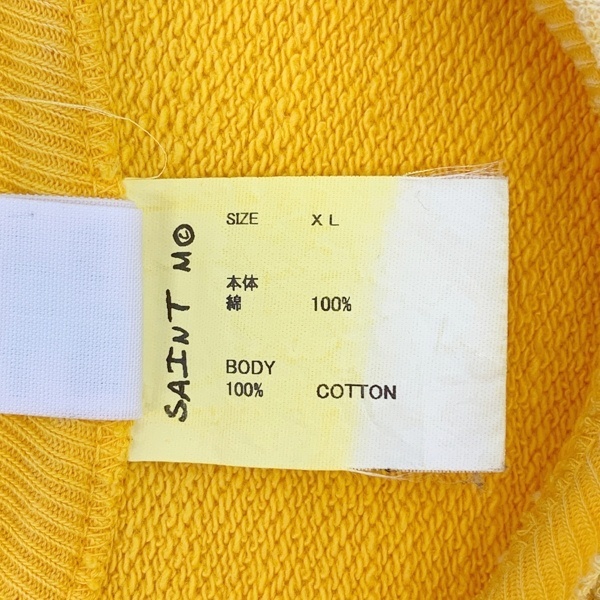 SAINT M©
SIZE XL
本体
綿 100%
BODY
100% COTTON